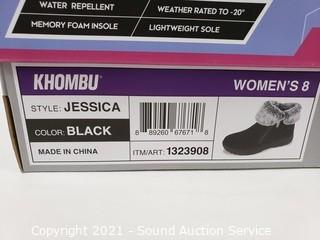 WATER REPELLENT
WEATHER RATED TO -20°
MEMORY FOAM INSOLE
LIGHTWEIGHT SOLE
KHOMBU
WOMEN'S 8
STYLE: JESSICA
COLOR: BLACK
8 89260 67671 8
MADE IN CHINA
ITM/ART: 1323908
Copyright 2021 - Sound Auction Service